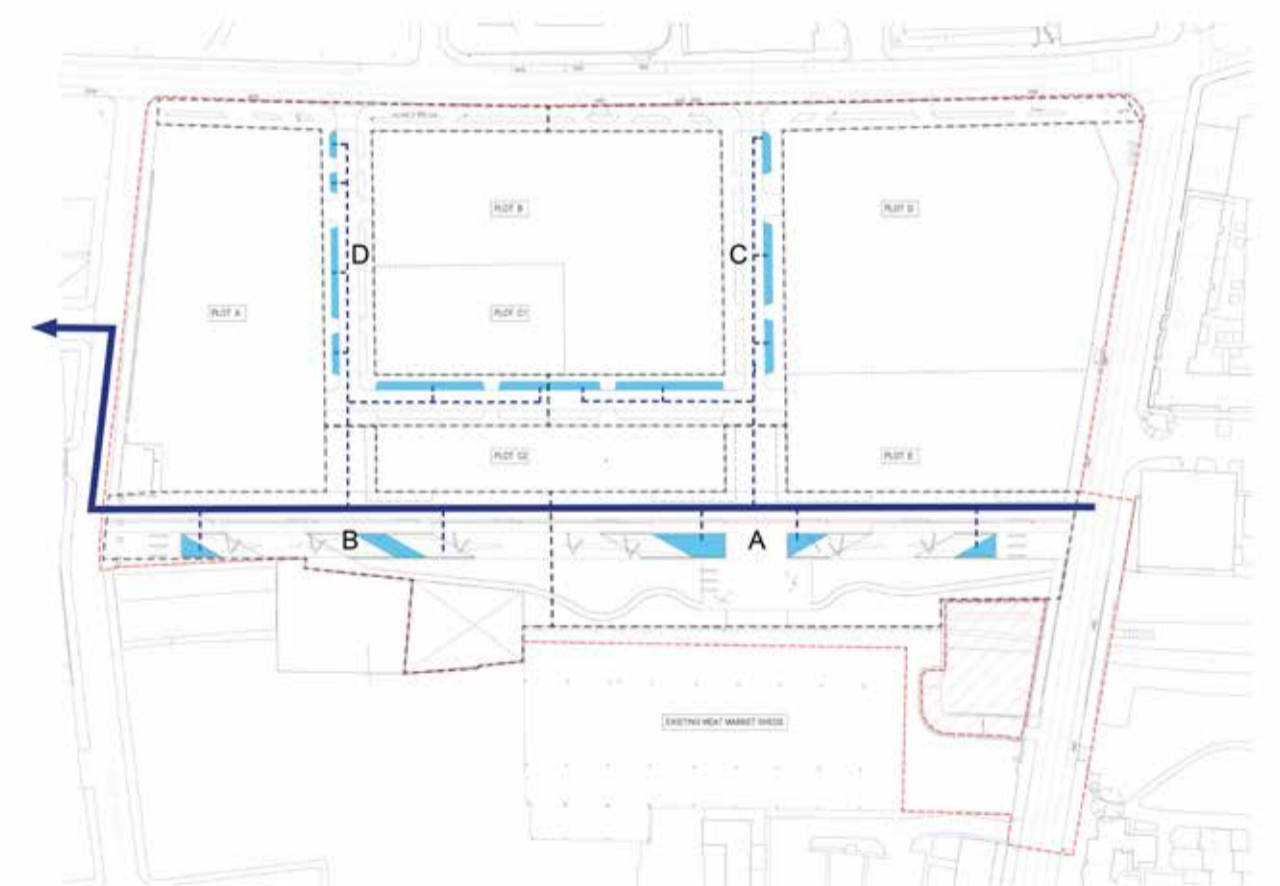 PLOT B
PLOT D
D
C
PLOT A
PLOT C1
PLOT C2
PLOT E
B
A
EXISTING MEAT MARKET SHEDS